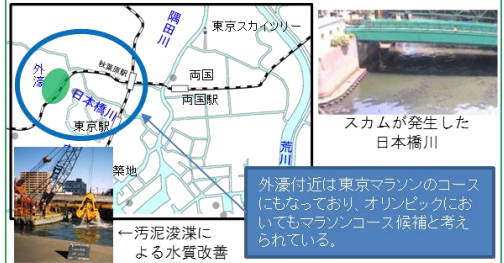 隅田川
東京スカイツリー
外濠
秋葉原駅
両国
両国駅
日本橋川
東京駅
荒川
築地
スカムが発生した
日本橋川
外濠付近は東京マラソンのコース
にもなっており、オリンピックにお
いてもマラソンコース候補と考え
られている。
←汚泥浚渫に
よる水質改善